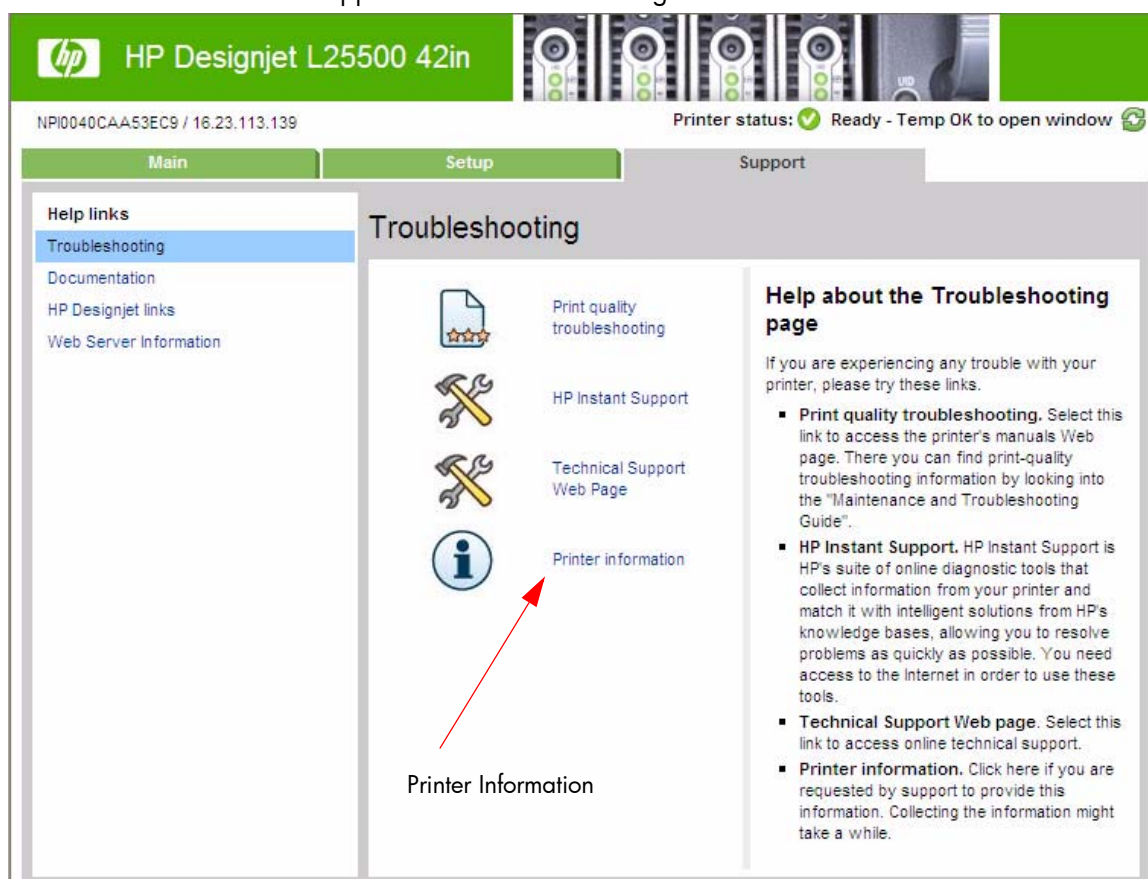 hp HP Designjet L25500 42in
UID
NPI0040CAA53EC9 / 16.23.113.139
Printer status: Ready - Temp OK to open window
Main
Setup
Support
Help links
Troubleshooting
Documentation
HP Designjet links
Web Server Information
Troubleshooting
Print quality
troubleshooting
HP Instant Support
Technical Support
Web Page
Printer information
Printer Information
Help about the Troubleshooting
page
If you are experiencing any trouble with your
printer, please try these links.
▪ Print quality troubleshooting. Select this
link to access the printer's manuals Web
page. There you can find print-quality
troubleshooting information by looking into
the "Maintenance and Troubleshooting
Guide".
▪ HP Instant Support. HP Instant Support is
HP's suite of online diagnostic tools that
collect information from your printer and
match it with intelligent solutions from HP's
knowledge bases, allowing you to resolve
problems as quickly as possible. You need
access to the Internet in order to use these
tools.
▪ Technical Support Web page. Select this
link to access online technical support.
▪ Printer information. Click here if you are
requested by support to provide this
information. Collecting the information might
take a while.